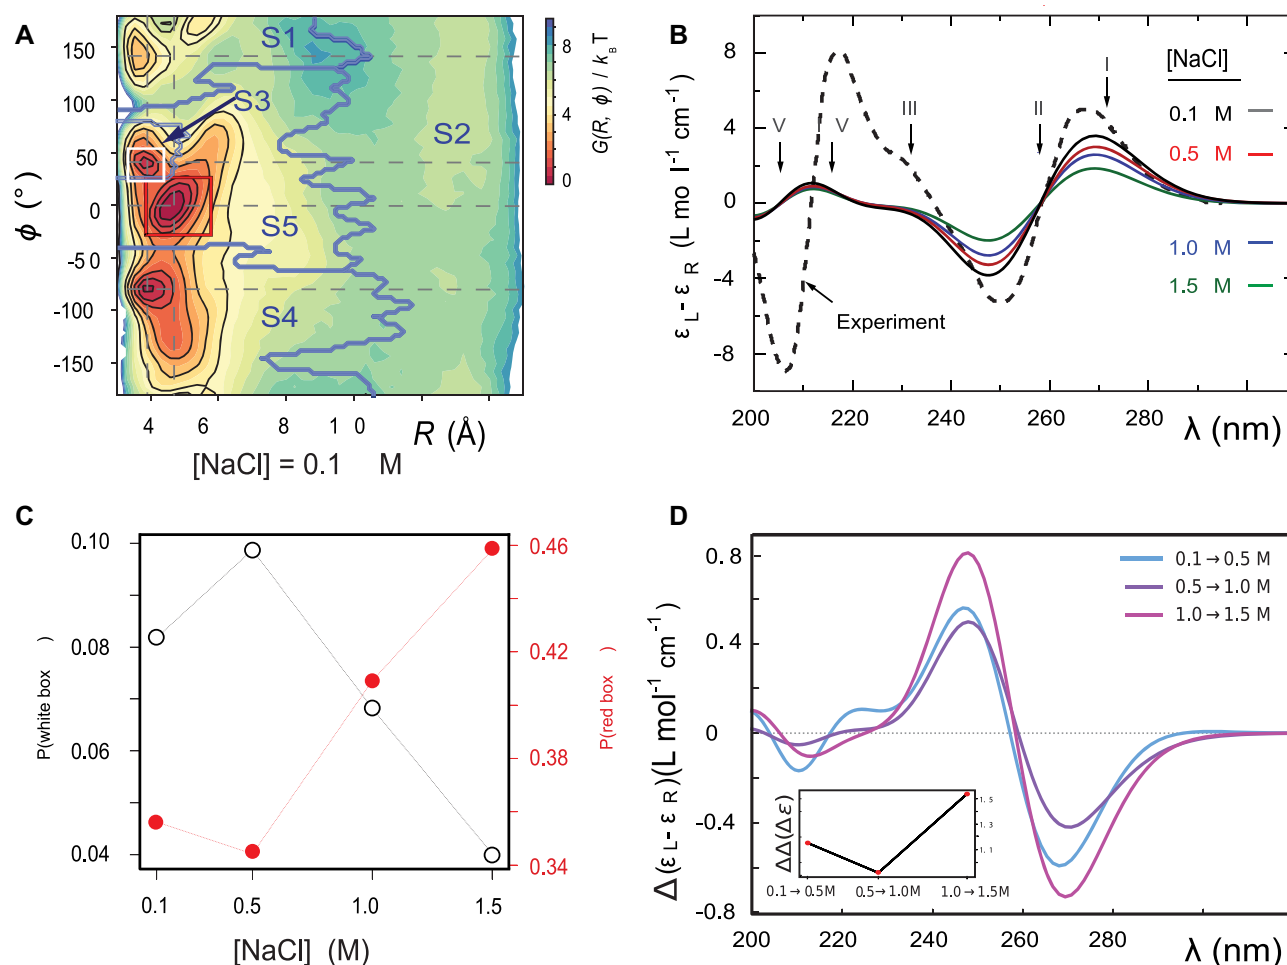 A
150
100
50
0
-50
-100
-150
ϕ (°)
S1
S3
S2
S5
S4
4 6 8 1 0
R (Å)
[NaCl] = 0.1 M
8
4
0
G(R, ϕ) / k_B T
B
8
4
0
-4
-8
ε_L - ε_R (L mo l⁻¹ cm⁻¹)
V
V
III
II
I
Experiment
[NaCl]
0.1 M
0.5 M
1.0 M
1.5 M
200 220 240 260 280
λ (nm)
C
0.10
0.08
0.06
0.04
P(white box )
0.46
0.42
0.38
0.34
P(red box )
0.1 0.5 1.0 1.5
[NaCl] (M)
D
0.8
0.4
0
-0.4
-0.8
Δ(ε_L - ε_R)(L mol⁻¹ cm⁻¹)
0.1→0.5 M
0.5→1.0 M
1.0→1.5 M
ΔΔ(Δε)
1.5
1.3
1.1
0.1→0.5M 0.5→1.0M 1.0→1.5M
200 220 240 260 280
λ (nm)